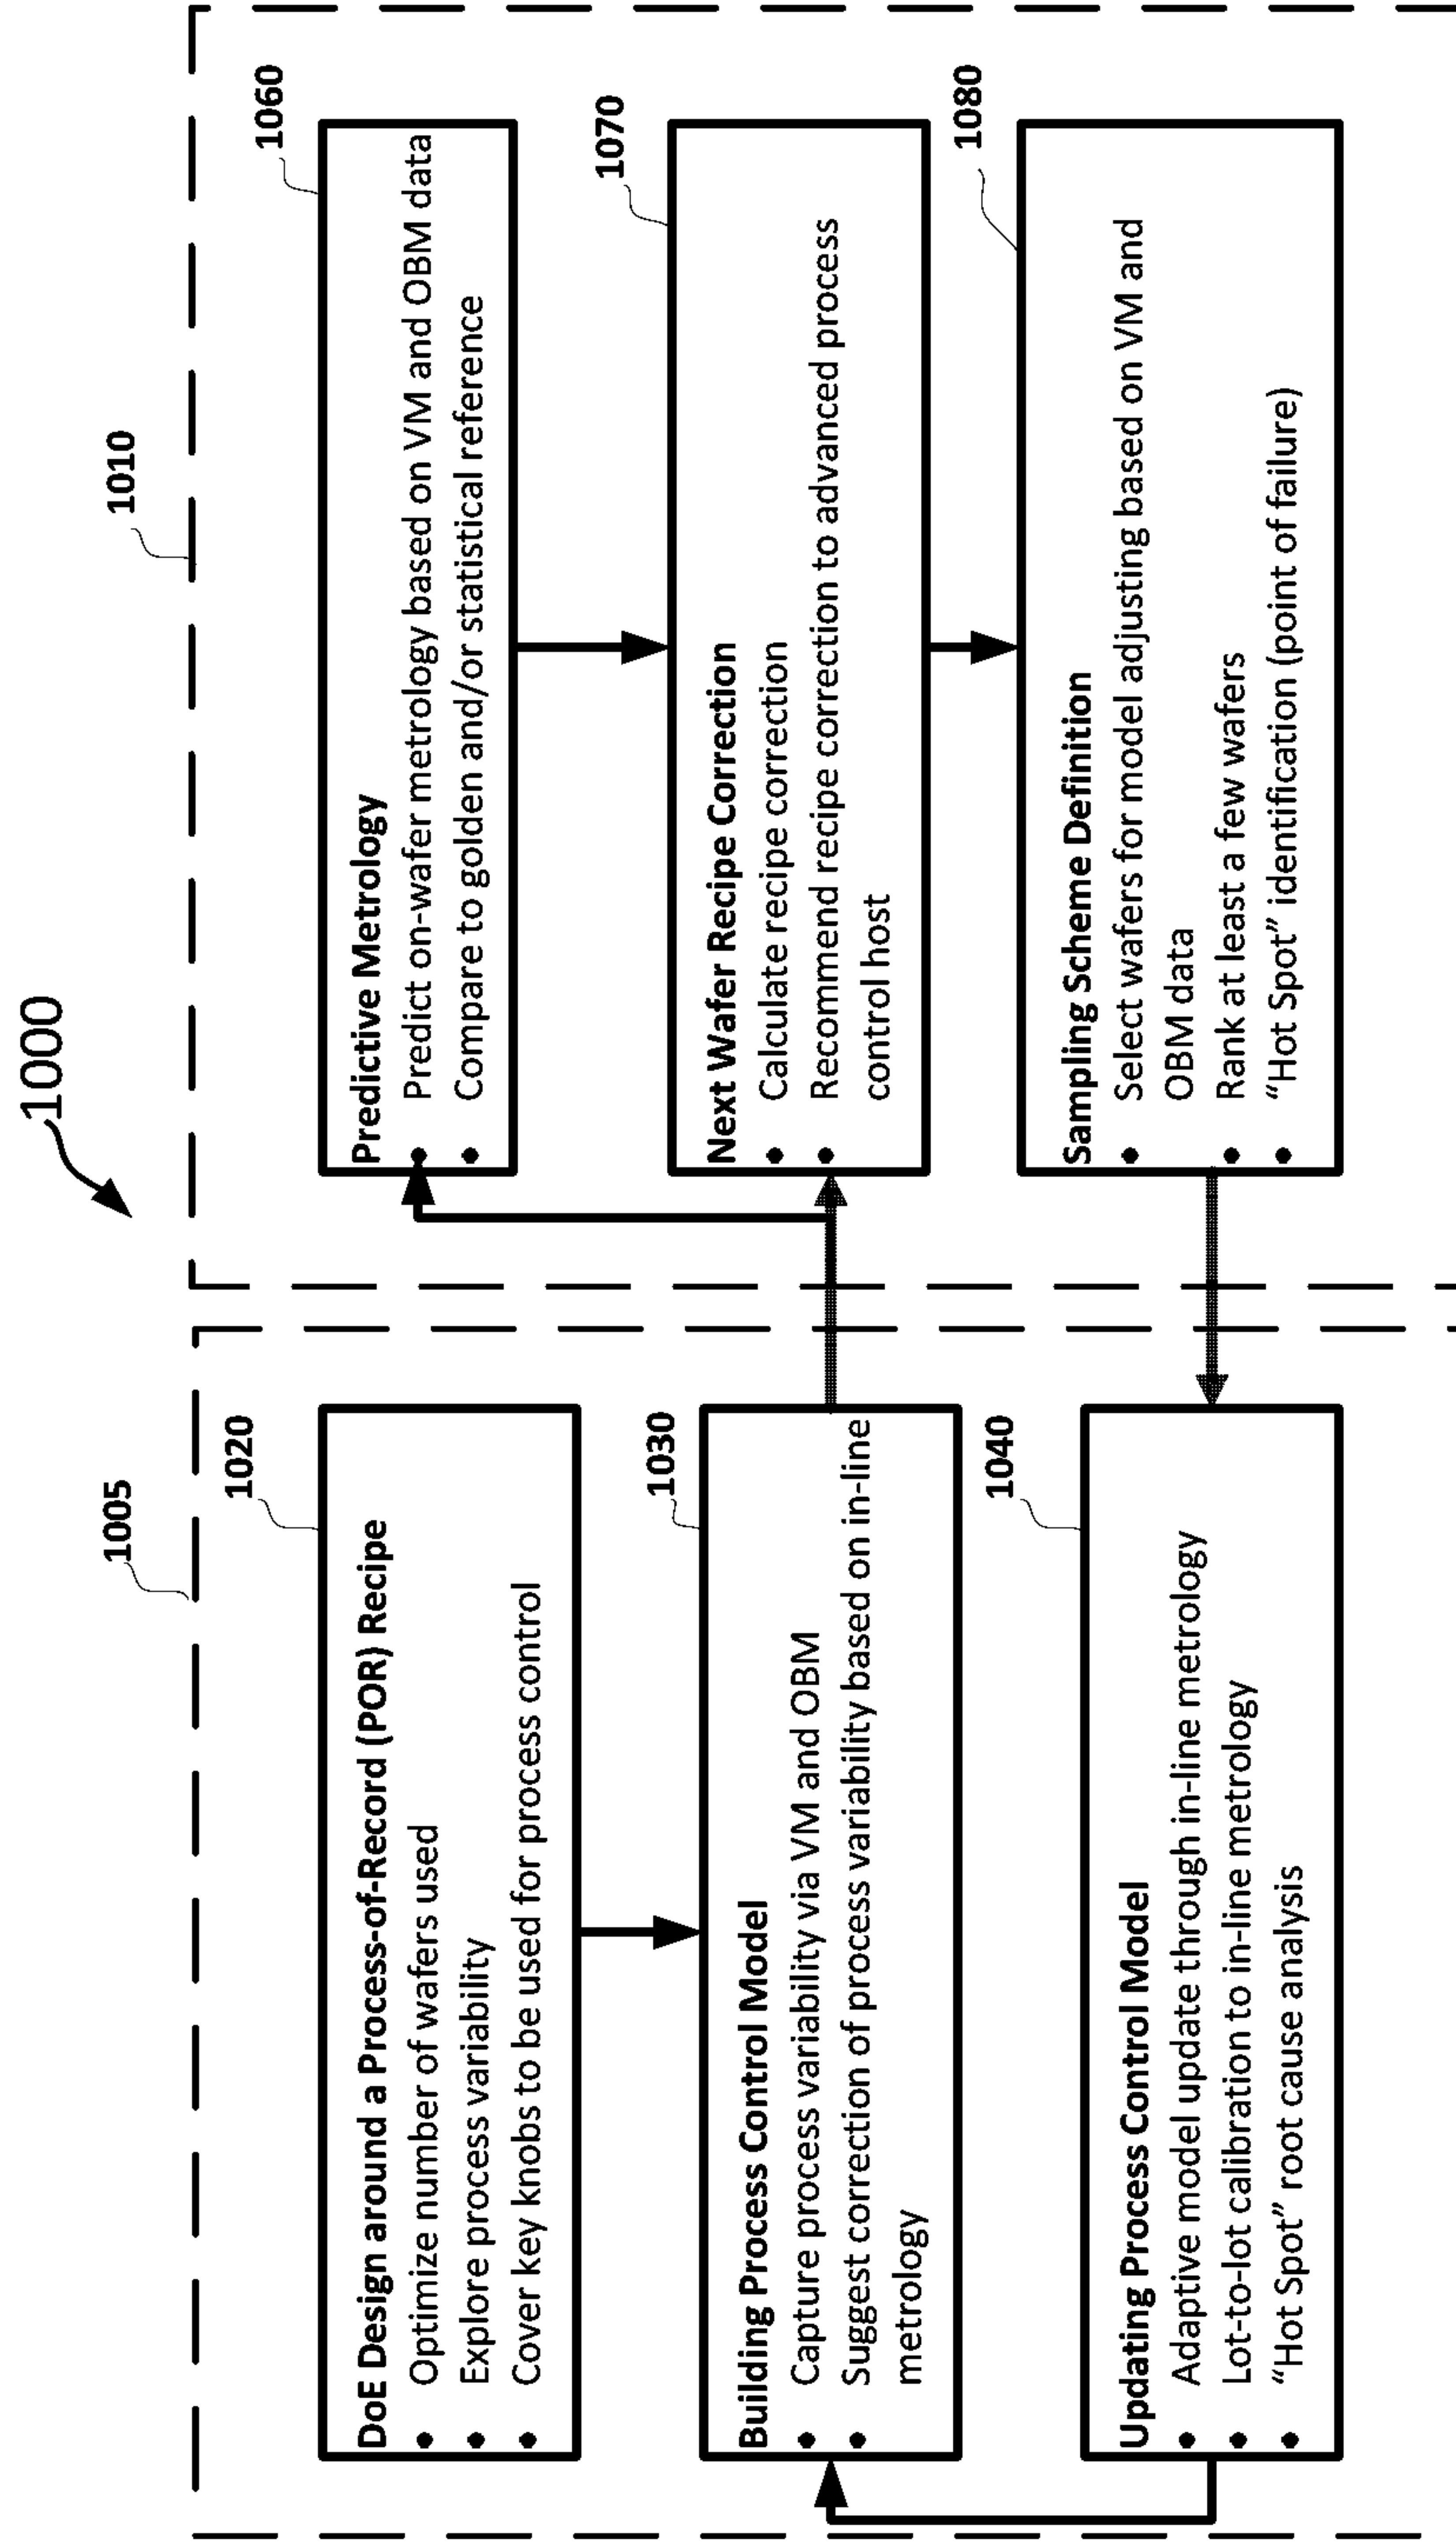 1000
1005
1010
1020
DoE Design around a Process-of-Record (POR) Recipe
• Optimize number of wafers used
• Explore process variability
• Cover key knobs to be used for process control
1030
Building Process Control Model
• Capture process variability via VM and OBM
• Suggest correction of process variability based on in-line
metrology
1040
Updating Process Control Model
• Adaptive model update through in-line metrology
• Lot-to-lot calibration to in-line metrology
• “Hot Spot” root cause analysis
1060
Predictive Metrology
• Predict on-wafer metrology based on VM and OBM data
• Compare to golden and/or statistical reference
1070
Next Wafer Recipe Correction
• Calculate recipe correction
• Recommend recipe correction to advanced process
control host
1080
Sampling Scheme Definition
• Select wafers for model adjusting based on VM and
OBM data
• Rank at least a few wafers
• “Hot Spot” identification (point of failure)